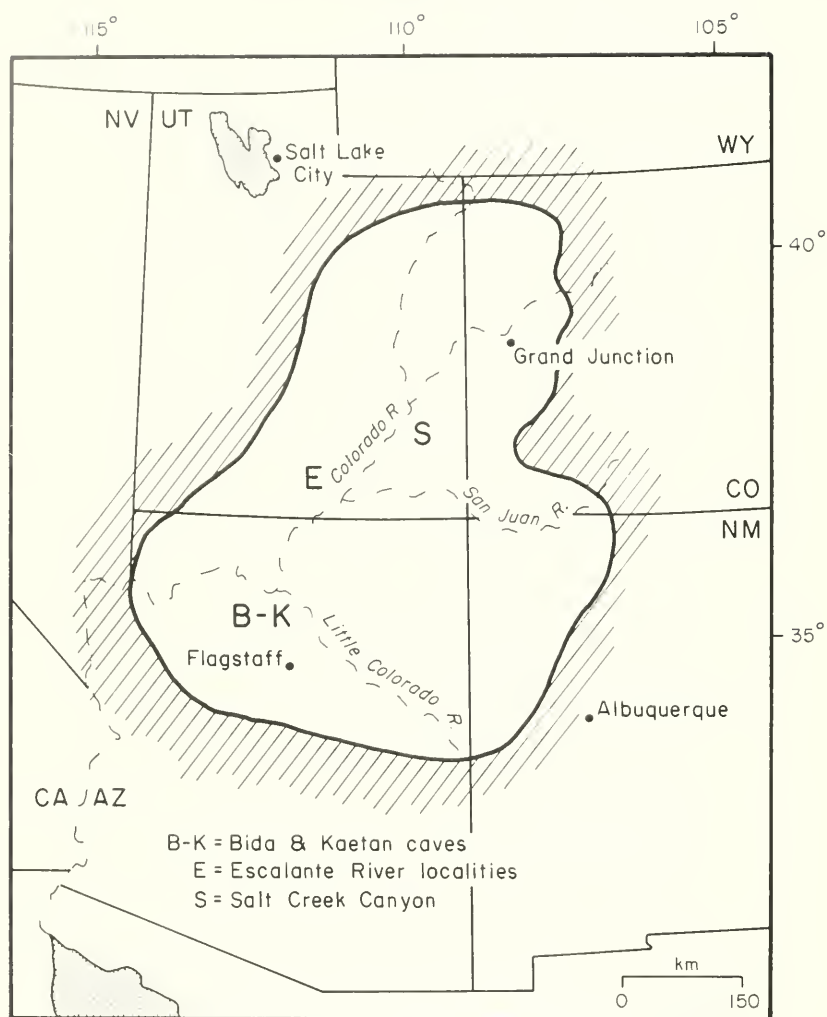 115° 110° 105°
NV UT
WY
Salt Lake
City
40°
Grand Junction
Colorado R.
S
E
San Juan R.
CO
NM
B-K
Little Colorado R.
35°
Flagstaff
Albuquerque
CA AZ
B-K = Bida & Kaetan caves
E = Escalante River localities
S = Salt Creek Canyon
km
0 150